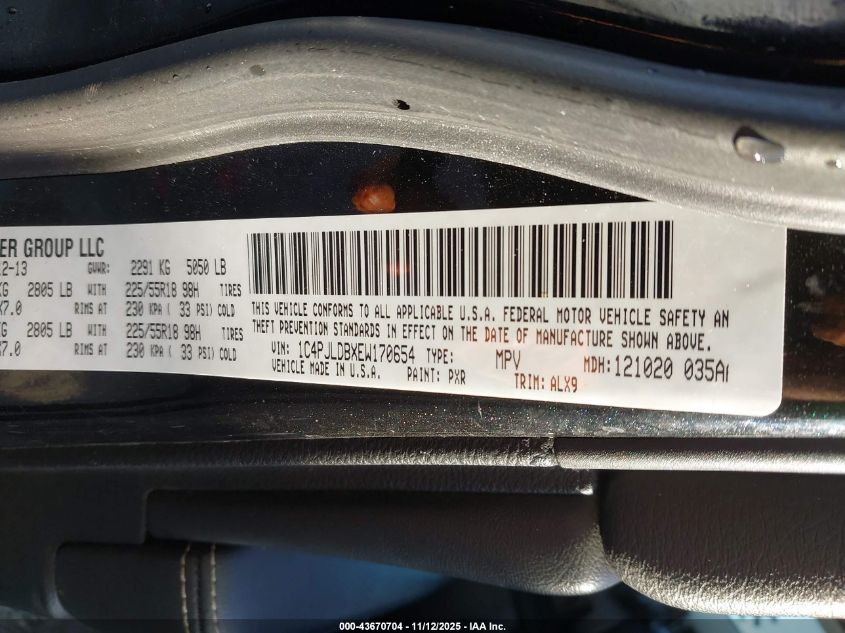 ER GROUP LLC
2-13 GVWR: 2291 KG 5050 LB
KG 2805 LB WITH 225/55R18 98H TIRES
X7.0 RIMS AT 230 KPA ( 33 PSI) COLD
KG 2805 LB WITH 225/55R18 98H TIRES
X7.0 RIMS AT 230 KPA ( 33 PSI) COLD
THIS VEHICLE CONFORMS TO ALL APPLICABLE U.S.A. FEDERAL MOTOR VEHICLE SAFETY AN
THEFT PREVENTION STANDARDS IN EFFECT ON THE DATE OF MANUFACTURE SHOWN ABOVE.
VIN: 1C4PJLDBXEW170654 TYPE: MPV MDH: 121020 035A
VEHICLE MADE IN U.S.A. PAINT: PXR TRIM: ALX9
000-43670704 - 11/12/2025 - IAA Inc.